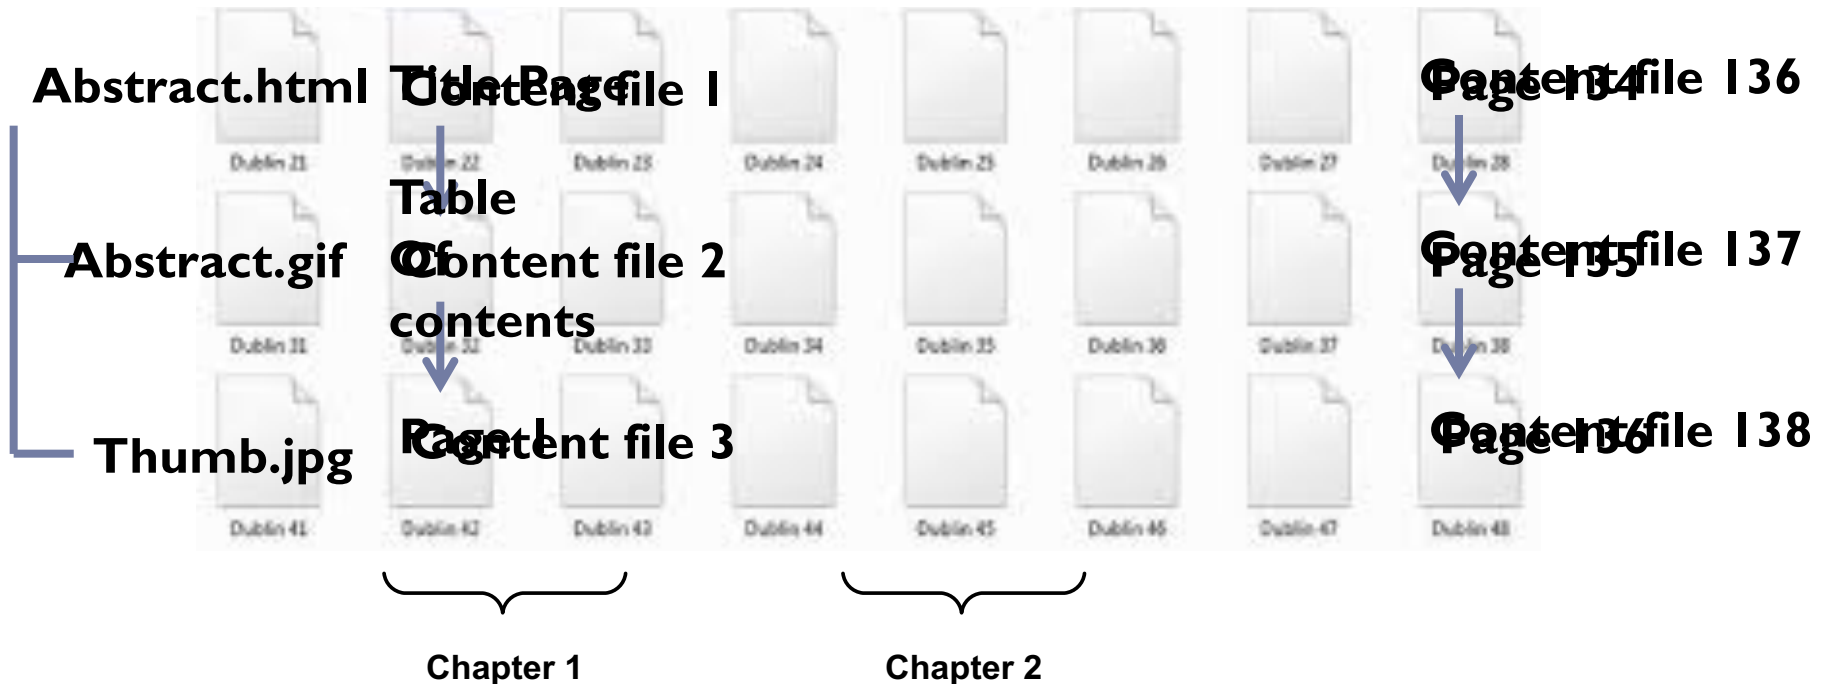 Abstract.html
Title Page
Content file 1
Content file 136
Page 134
Dublin 21 Dublin 22 Dublin 23 Dublin 24 Dublin 25 Dublin 26 Dublin 27 Dublin 28
Table
Of
contents
Abstract.gif
Content file 2
Content file 137
Page 135
Dublin 31 Dublin 32 Dublin 33 Dublin 34 Dublin 35 Dublin 36 Dublin 37 Dublin 38
Thumb.jpg
Page 1
Content file 3
Content file 138
Page 136
Dublin 41 Dublin 42 Dublin 43 Dublin 44 Dublin 45 Dublin 46 Dublin 47 Dublin 48
Chapter 1
Chapter 2